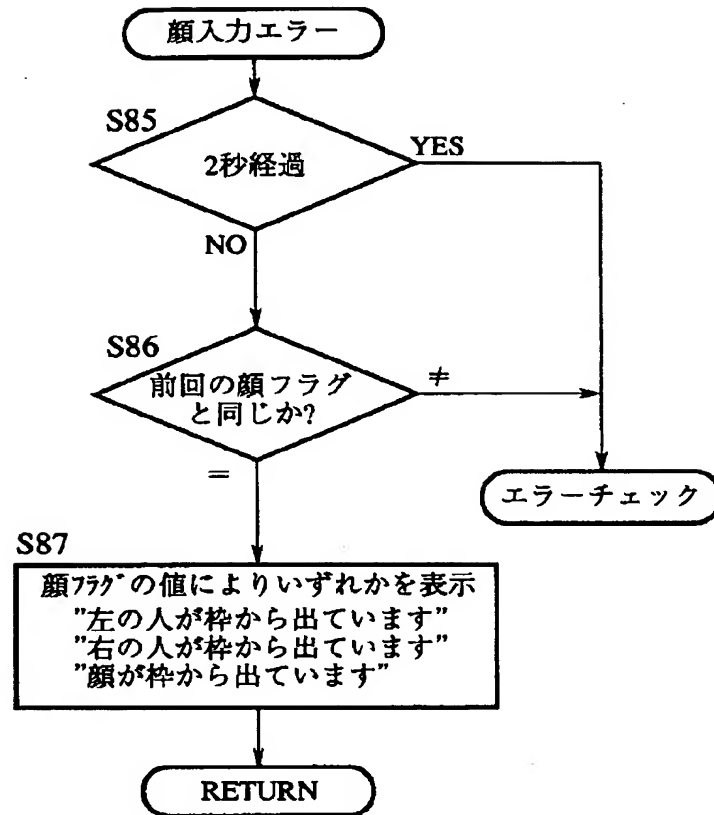 顔入力エラー
S85
2秒経過
YES
NO
S86
前回の顔フラグ
と同じか?
≠
=
エラーチェック
S87
顔フラグの値によりいずれかを表示
"左の人が枠から出ています"
"右の人が枠から出ています"
"顔が枠から出ています"
RETURN